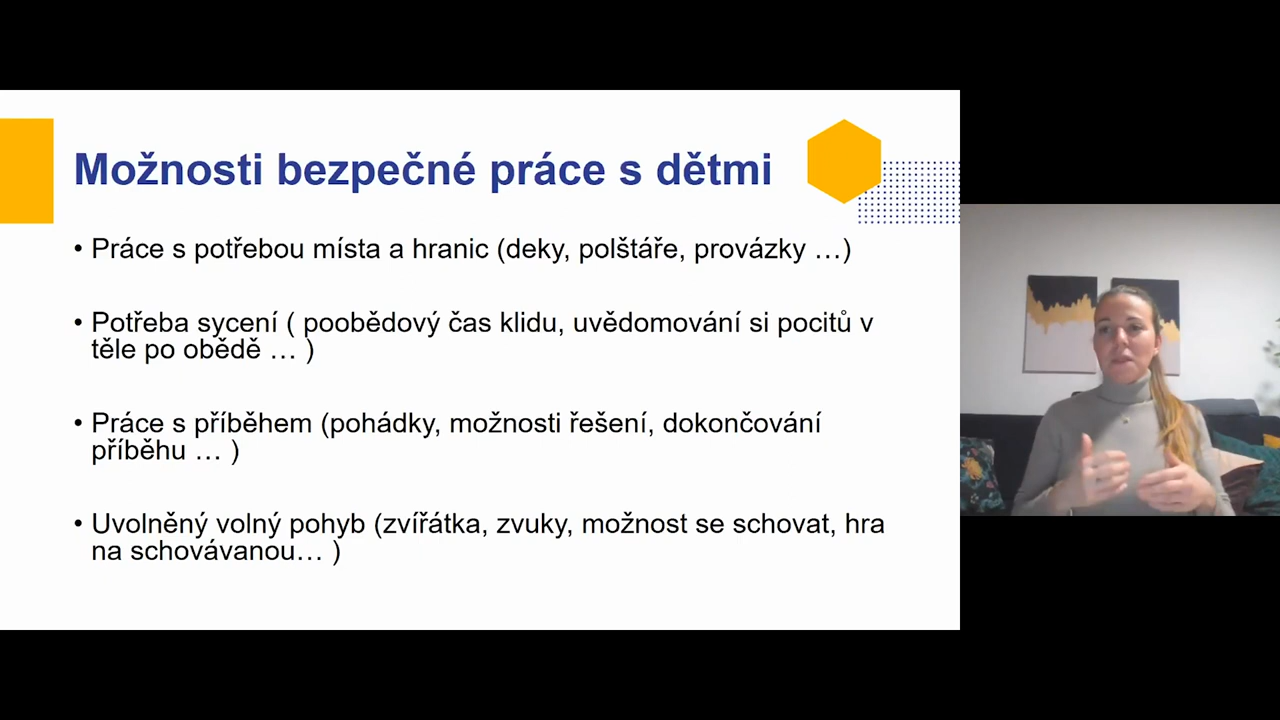 Možnosti bezpečné práce s dětmi
• Práce s potřebou místa a hranic (deky, polštáře, provázky …)
• Potřeba sycení ( poobědový čas klidu, uvědomování si pocitů v
těle po obědě … )
• Práce s příběhem (pohádky, možnosti řešení, dokončování
příběhu … )
• Uvolněný volný pohyb (zvířátka, zvuky, možnost se schovat, hra
na schovávanou… )